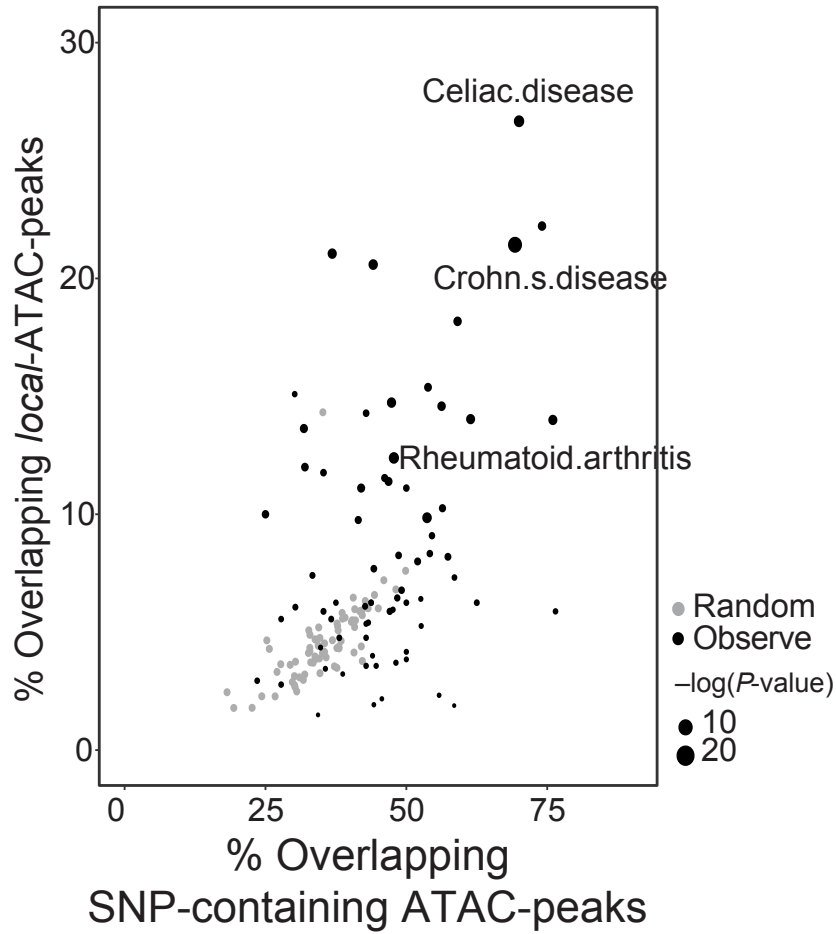 30
20
10
0
% Overlapping local-ATAC-peaks
Celiac.disease
Crohn.s.disease
Rheumatoid.arthritis
Random
Observe
–log(P-value)
10
20
0 25 50 75
% Overlapping
SNP-containing ATAC-peaks